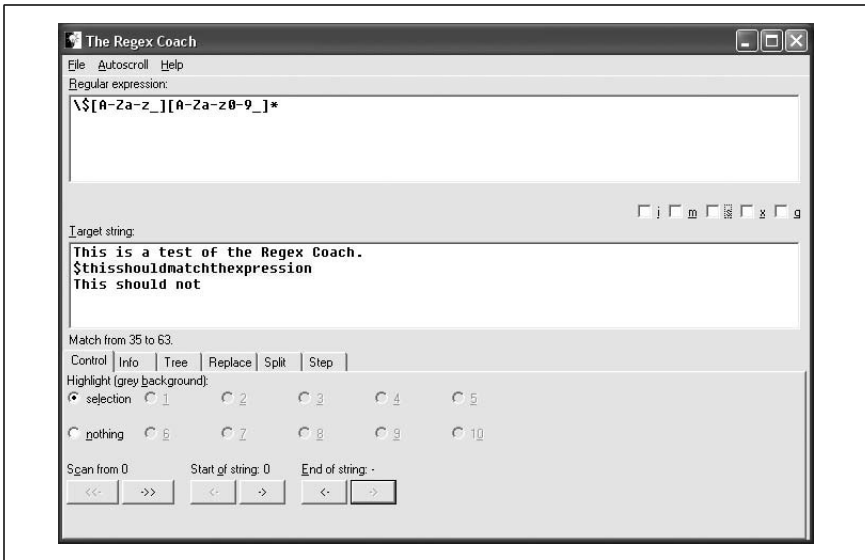 The Regex Coach
File Autoscroll Help
Regular expression:
\$[A-Za-z_][A-Za-z0-9_]*
i m s x g
Target string:
This is a test of the Regex Coach.
$thisshouldmatchthexpression
This should not
Match from 35 to 63.
Control Info Tree Replace Split Step
Highlight (grey background):
selection 1 2 3 4 5
nothing 6 7 8 9 10
Scan from 0 Start of string: 0 End of string: -
<<- ->> <- -> <- ->